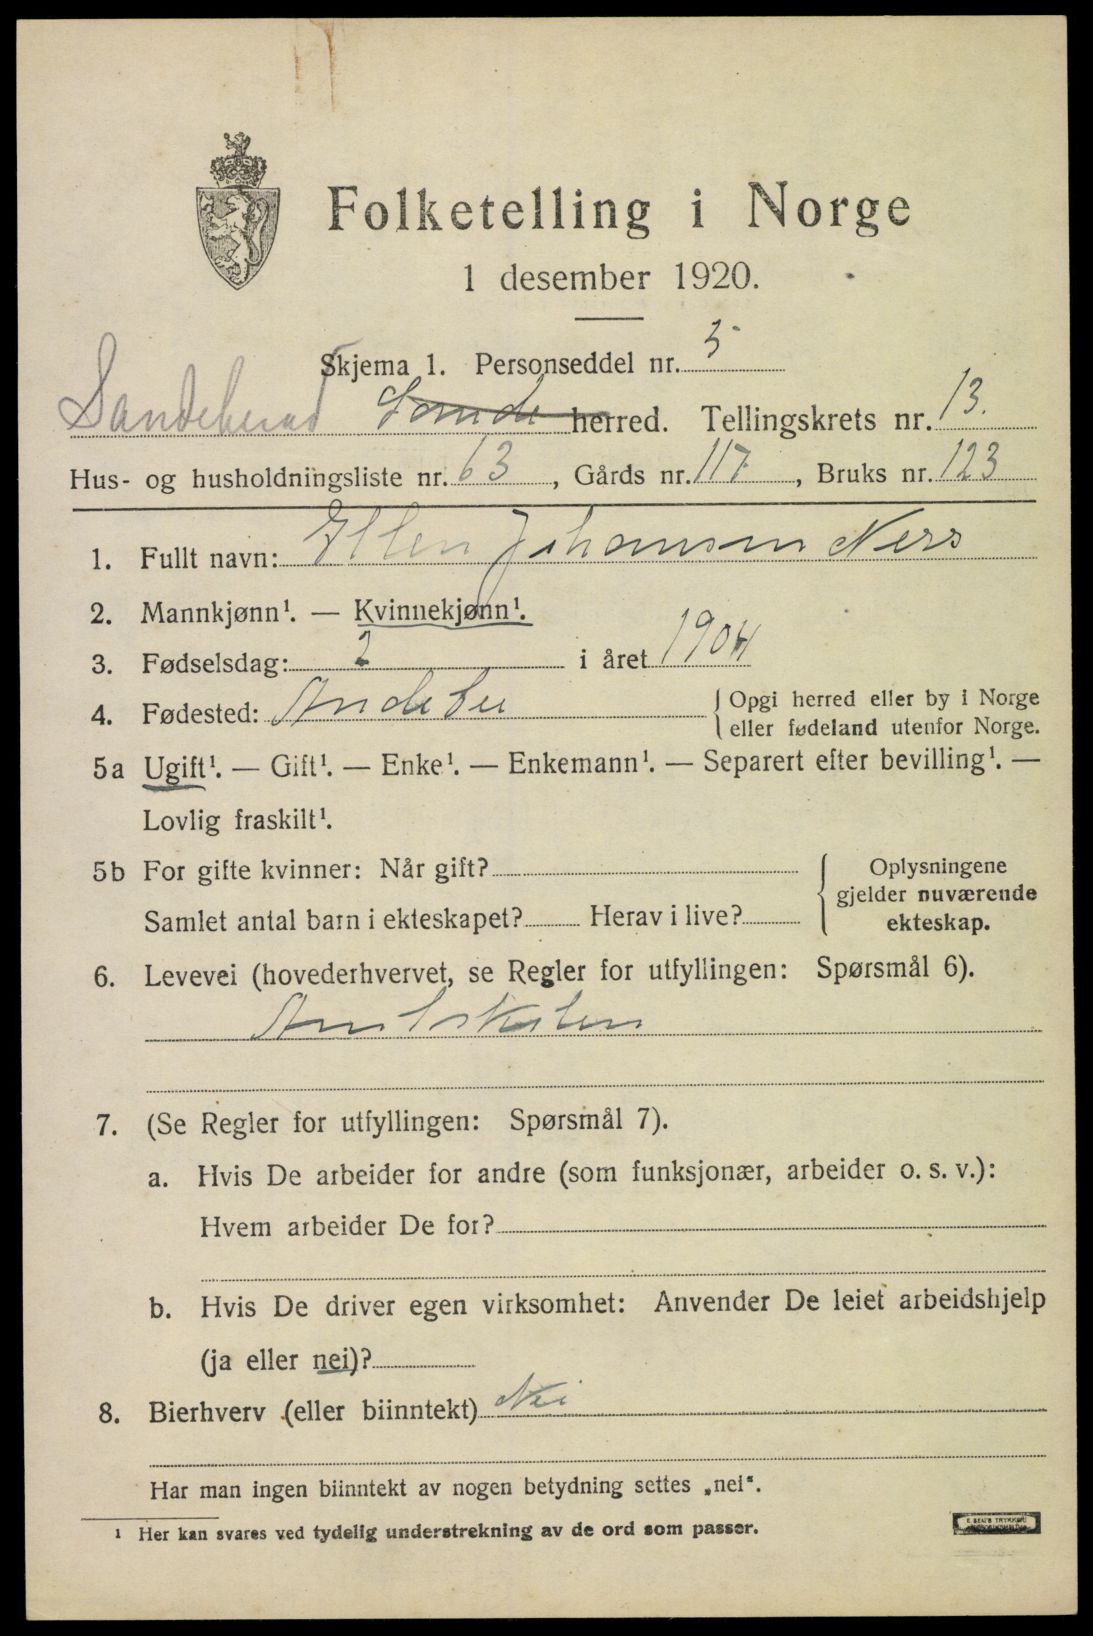 Folketelling i Norge
1 desember 1920.
Skjema 1. Personseddel nr. 5
Sandeherad Sande herred. Tellingskrets nr. 13.
Hus- og husholdningsliste nr. 63, Gårds nr. 117, Bruks nr. 123
1. Fullt navn: Ellen Johansen Ness
2. Mannkjønn¹. — Kvinnekjønn¹.
3. Fødselsdag: 2 i året 1904
4. Fødested: Andebu { Opgi herred eller by i Norge
eller fødeland utenfor Norge.
5a Ugift¹. — Gift¹. — Enke¹. — Enkemann¹. — Separert efter bevilling¹. —
Lovlig fraskilt¹.
5b For gifte kvinner: Når gift?
Samlet antal barn i ekteskapet? Herav i live?
{ Oplysningene
gjelder nuværende
ekteskap.
6. Levevei (hovederhvervet, se Regler for utfyllingen: Spørsmål 6).
Amtskolen
7. (Se Regler for utfyllingen: Spørsmål 7).
a. Hvis De arbeider for andre (som funksjonær, arbeider o. s. v.):
Hvem arbeider De for?
b. Hvis De driver egen virksomhet: Anvender De leiet arbeidshjelp
(ja eller nei)?
8. Bierhverv (eller biinntekt) Nei
Har man ingen biinntekt av nogen betydning settes „nei“.
¹ Her kan svares ved tydelig understrekning av de ord som passer.